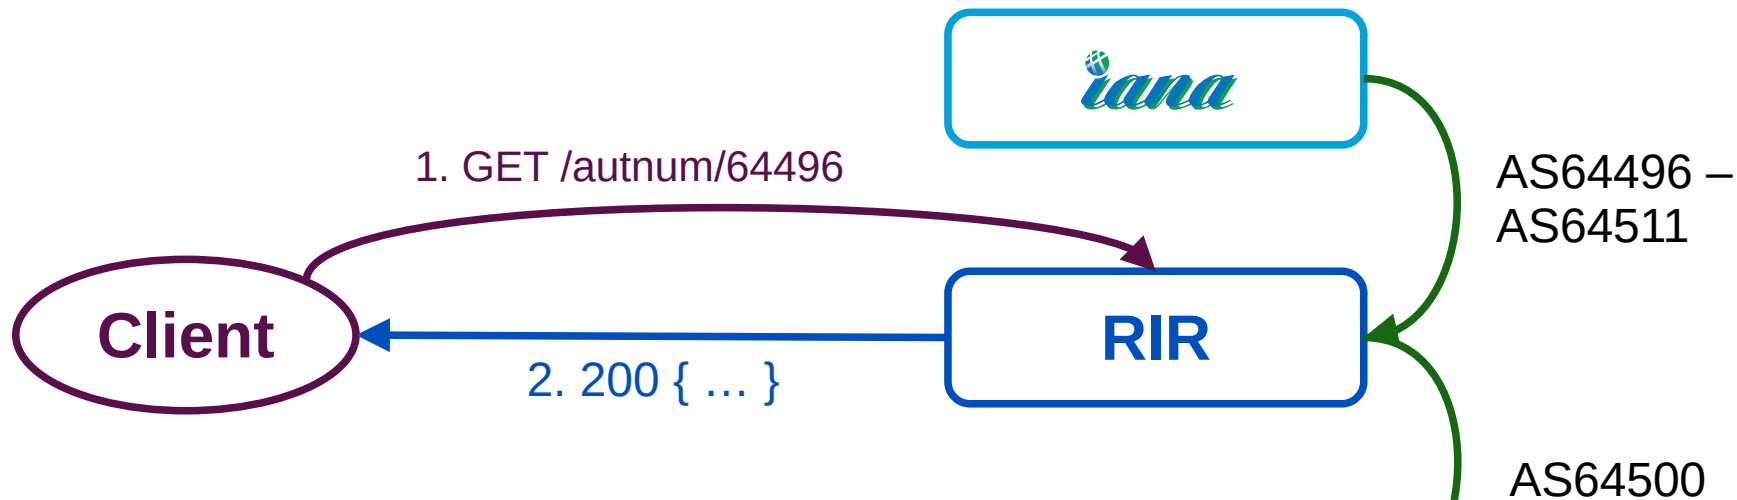 iana
1. GET /autnum/64496
AS64496 –
AS64511
Client
RIR
2. 200 { … }
AS64500